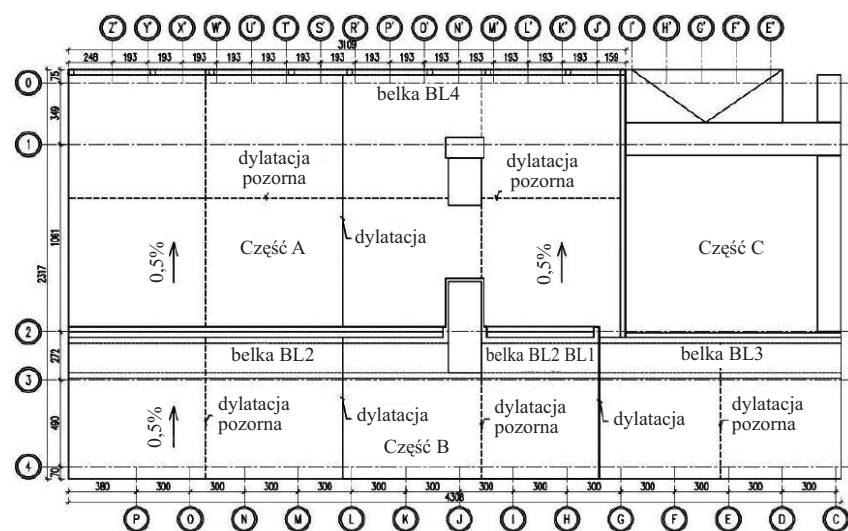 Z' Y' X' W' U' T' S' R' P' O' N' M' L' K' J' I' H' G' F' E'
3109
248 193 193 193 193 193 193 193 193 193 193 193 193 193 159
0
75
belka BL4
349
1
dylatacja
pozorna
dylatacja
pozorna
1061
2317
0,5%
Część A
dylatacja
0,5%
Część C
2
272
belka BL2
belka BL2 BL1
belka BL3
3
490
0,5%
dylatacja
pozorna
dylatacja
dylatacja
pozorna
dylatacja
dylatacja
pozorna
Część B
4
70
380 300 300 300 300 300 300 300 300 300 300 300 300 300
4308
P O N M L K J I H G F E D C